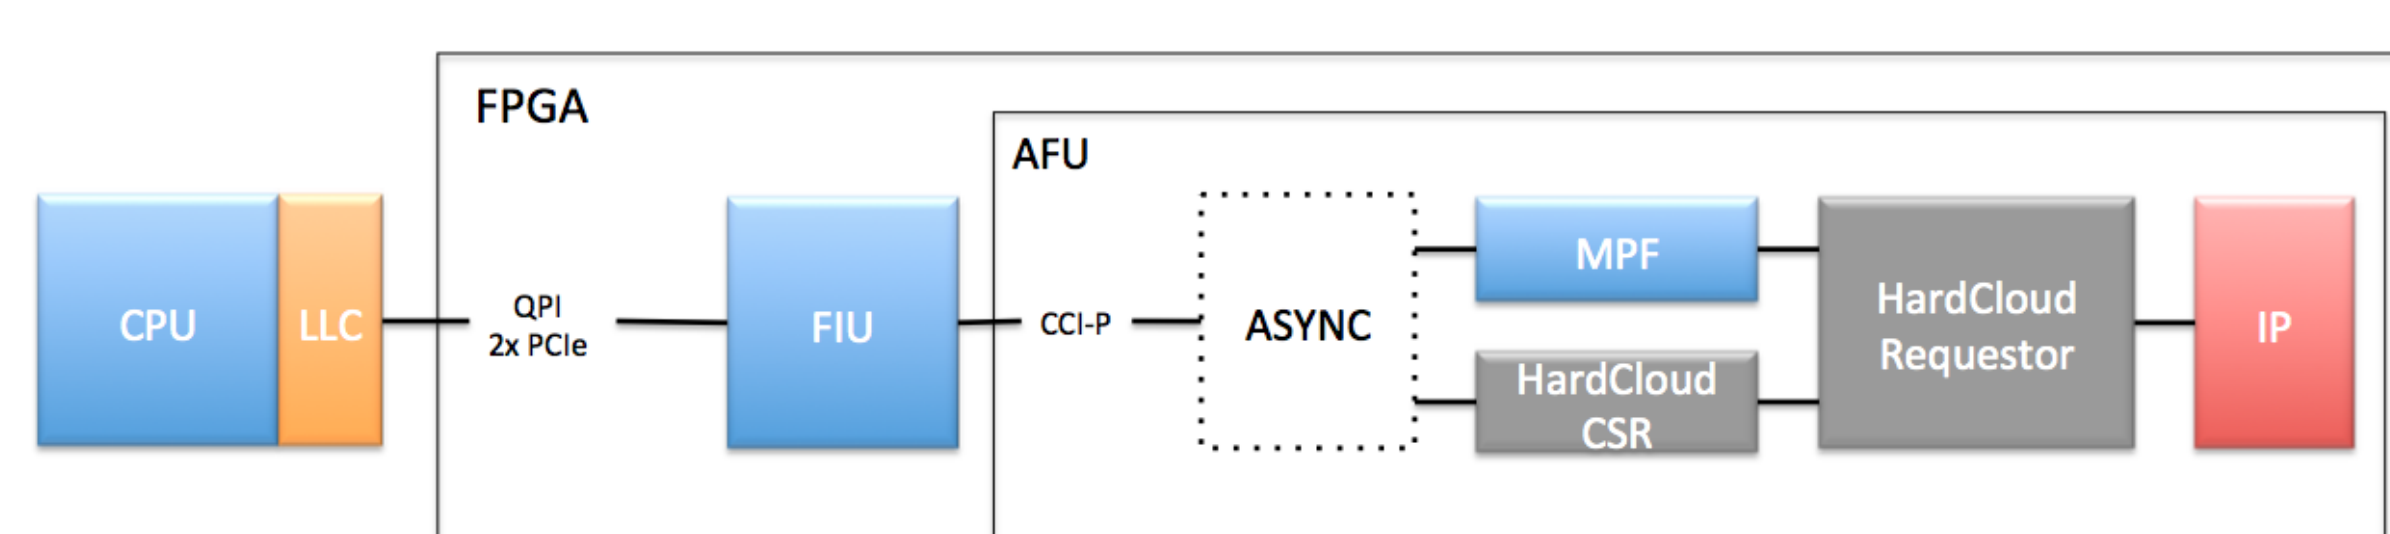 FPGA
AFU
CPU
LLC
QPI
2x PCIe
FIU
CCI-P
ASYNC
MPF
HardCloud
CSR
HardCloud
Requestor
IP